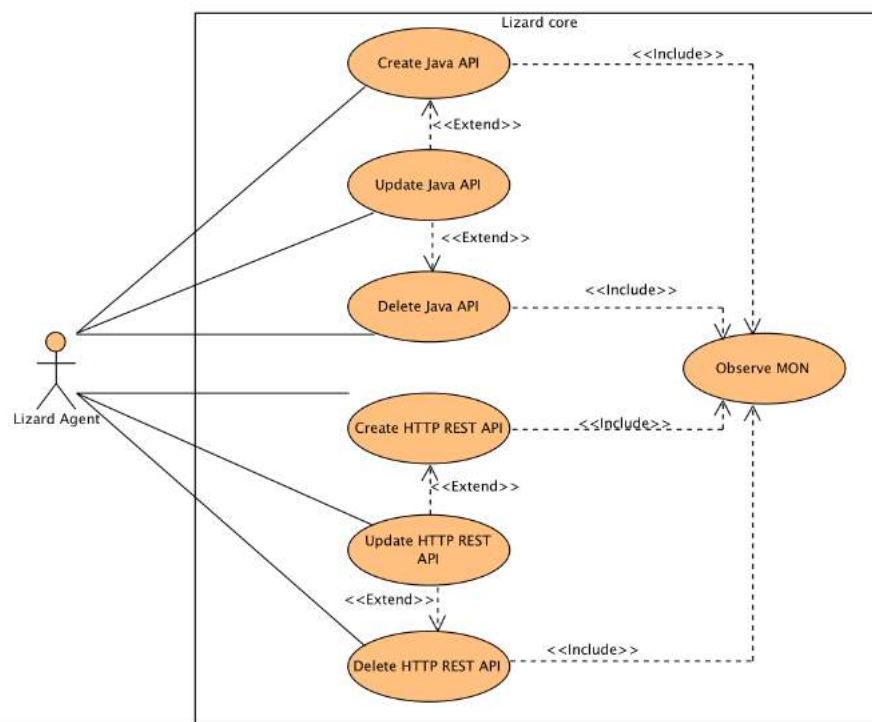 Lizard core
Create Java API
<<Include>>
<<Extend>>
Update Java API
<<Extend>>
Delete Java API
<<Include>>
Observe MON
Lizard Agent
Create HTTP REST API
<<Include>>
<<Extend>>
Update HTTP REST
API
<<Extend>>
Delete HTTP REST API
<<Include>>